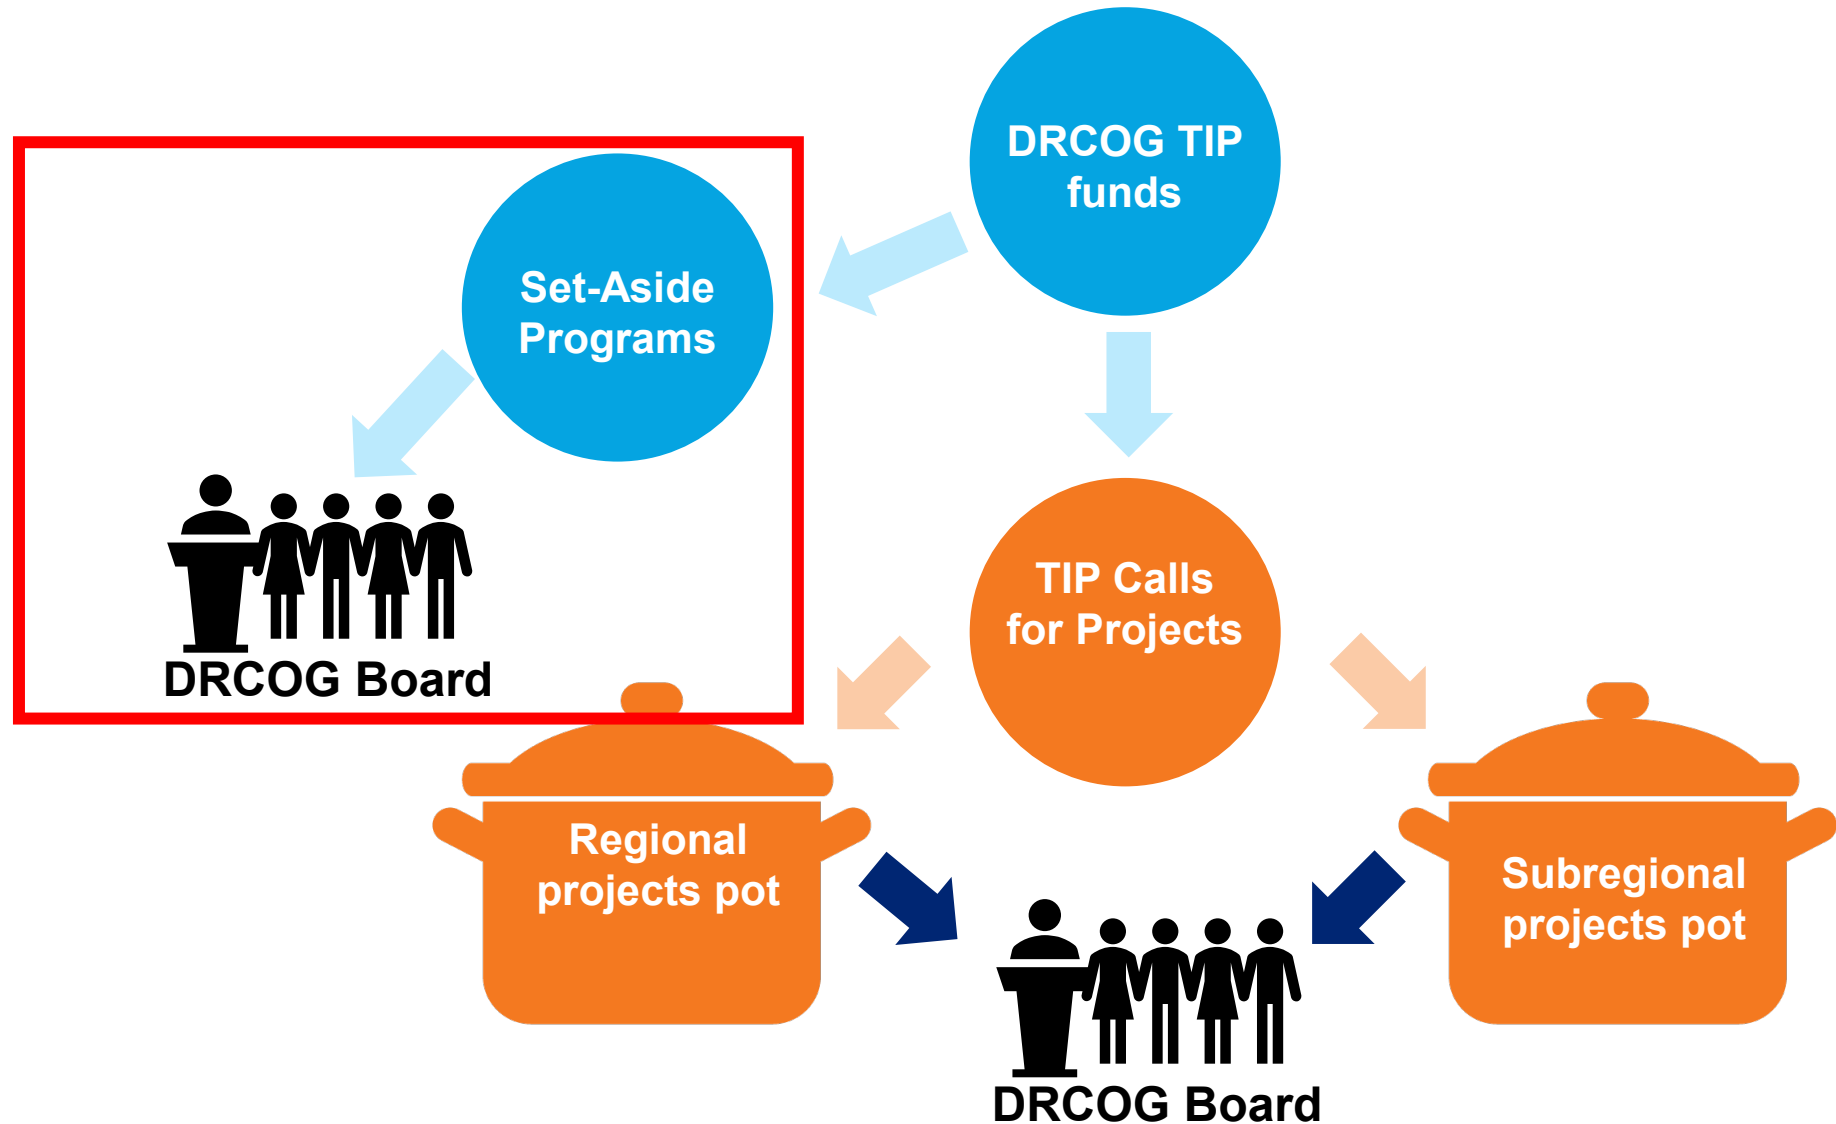 DRCOG TIP
funds
Set-Aside
Programs
TIP Calls
for Projects
DRCOG Board
Regional
projects pot
Subregional
projects pot
DRCOG Board